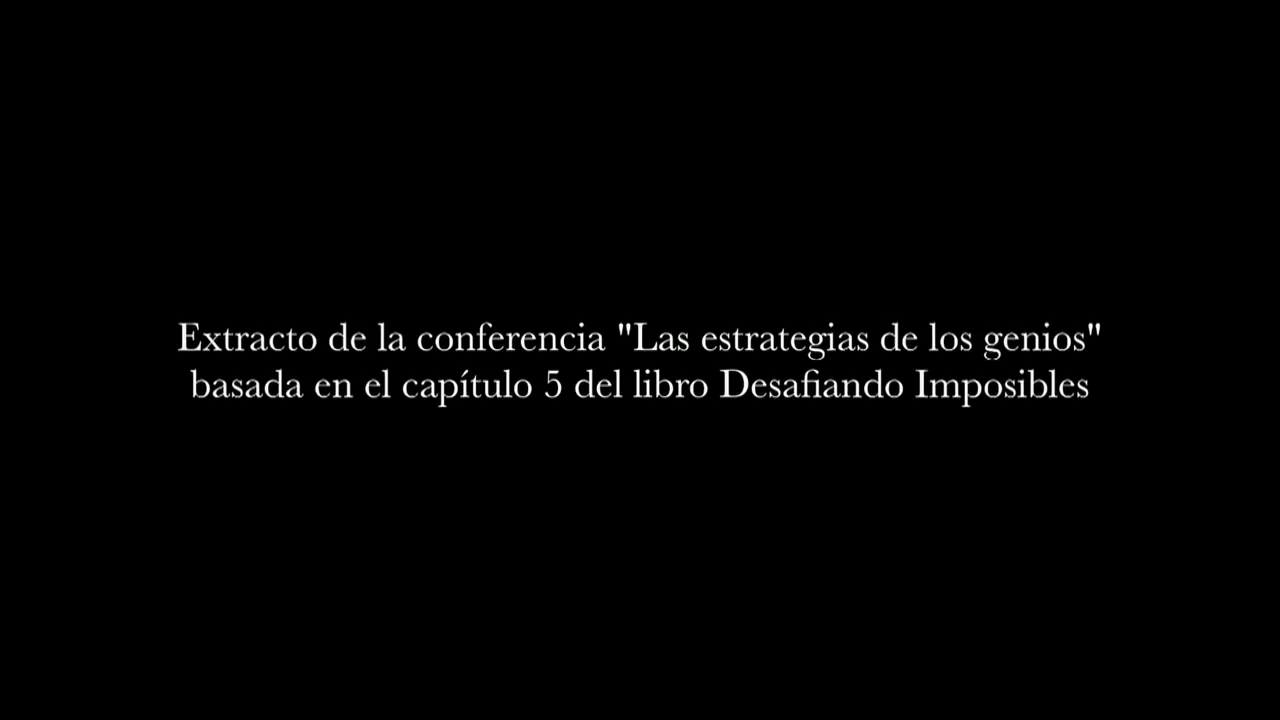 Extracto de la conferencia "Las estrategias de los genios"
basada en el capítulo 5 del libro Desafiando Imposibles